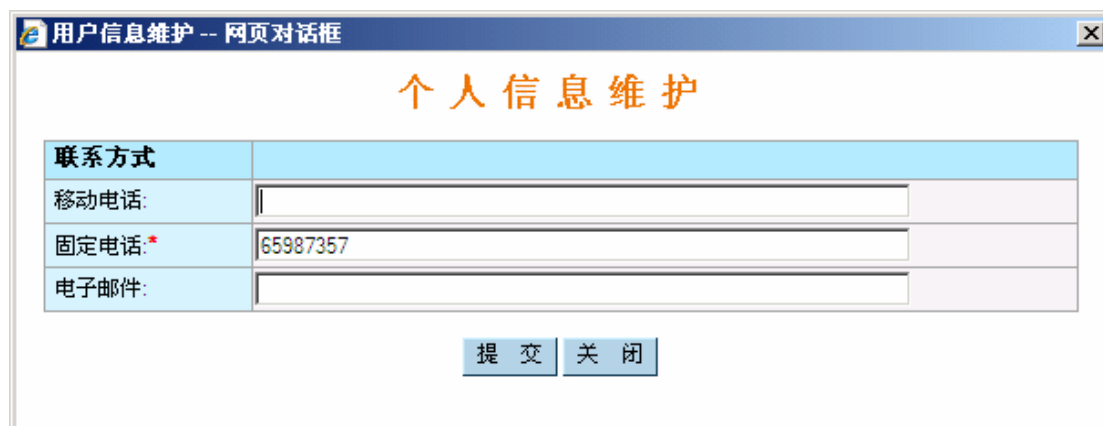 用户信息维护 -- 网页对话框
个人信息维护
联系方式
移动电话:
固定电话:* 65987357
电子邮件:
提 交 关 闭